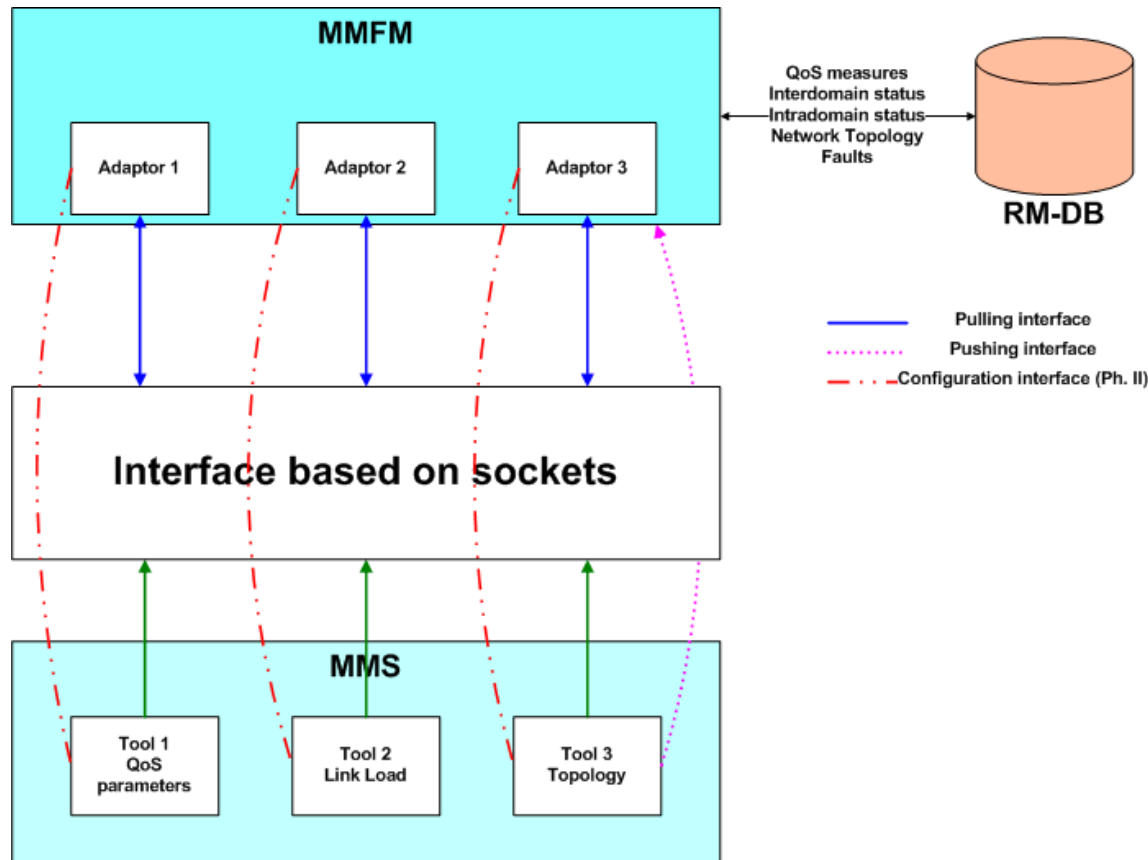 MMFM
Adaptor 1
Adaptor 2
Adaptor 3
QoS measures
Interdomain status
Intradomain status
Network Topology
Faults
RM-DB
Pulling interface
Pushing interface
Configuration interface (Ph. II)
Interface based on sockets
MMS
Tool 1
QoS
parameters
Tool 2
Link Load
Tool 3
Topology